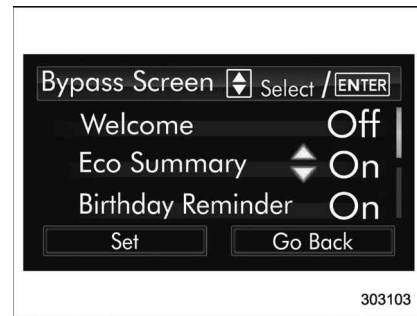 Bypass Screen Select / ENTER
Welcome Off
Eco Summary On
Birthday Reminder On
Set Go Back
303103